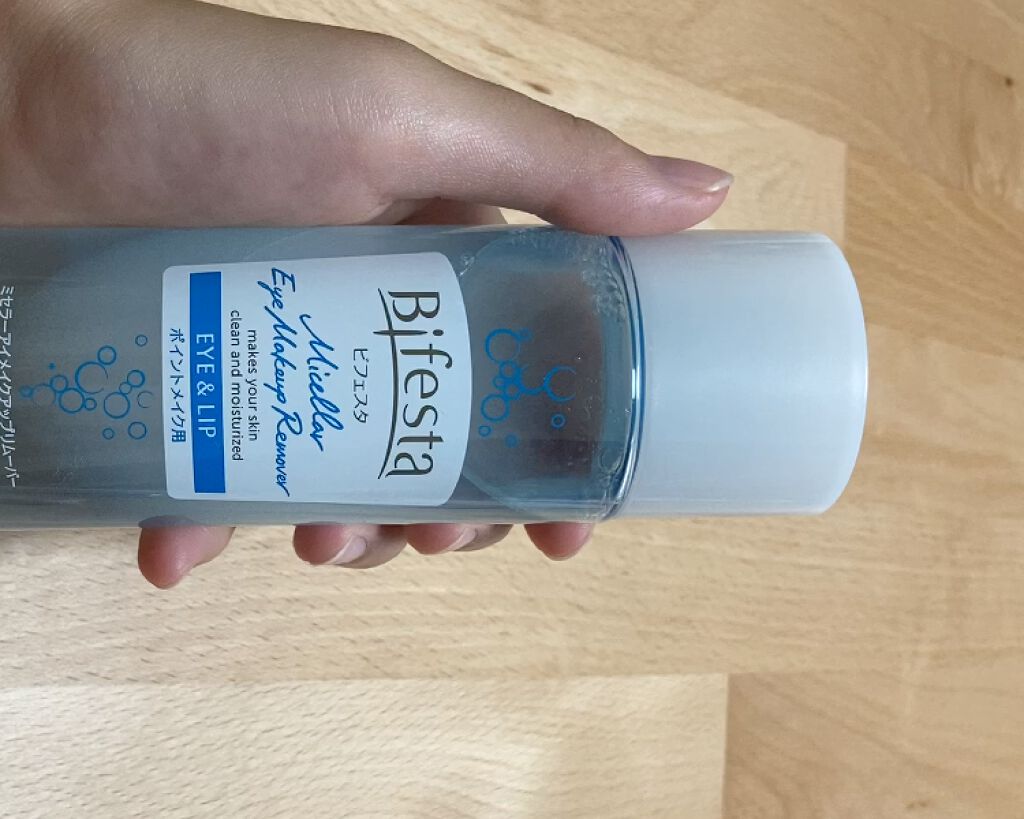 Bifesta
ビフェスタ
Micellar
Eye Makeup Remover
makes your skin
clean and moisturized
EYE & LIP
ポイントメイク用
ミセラーアイメイクアップリムーバー